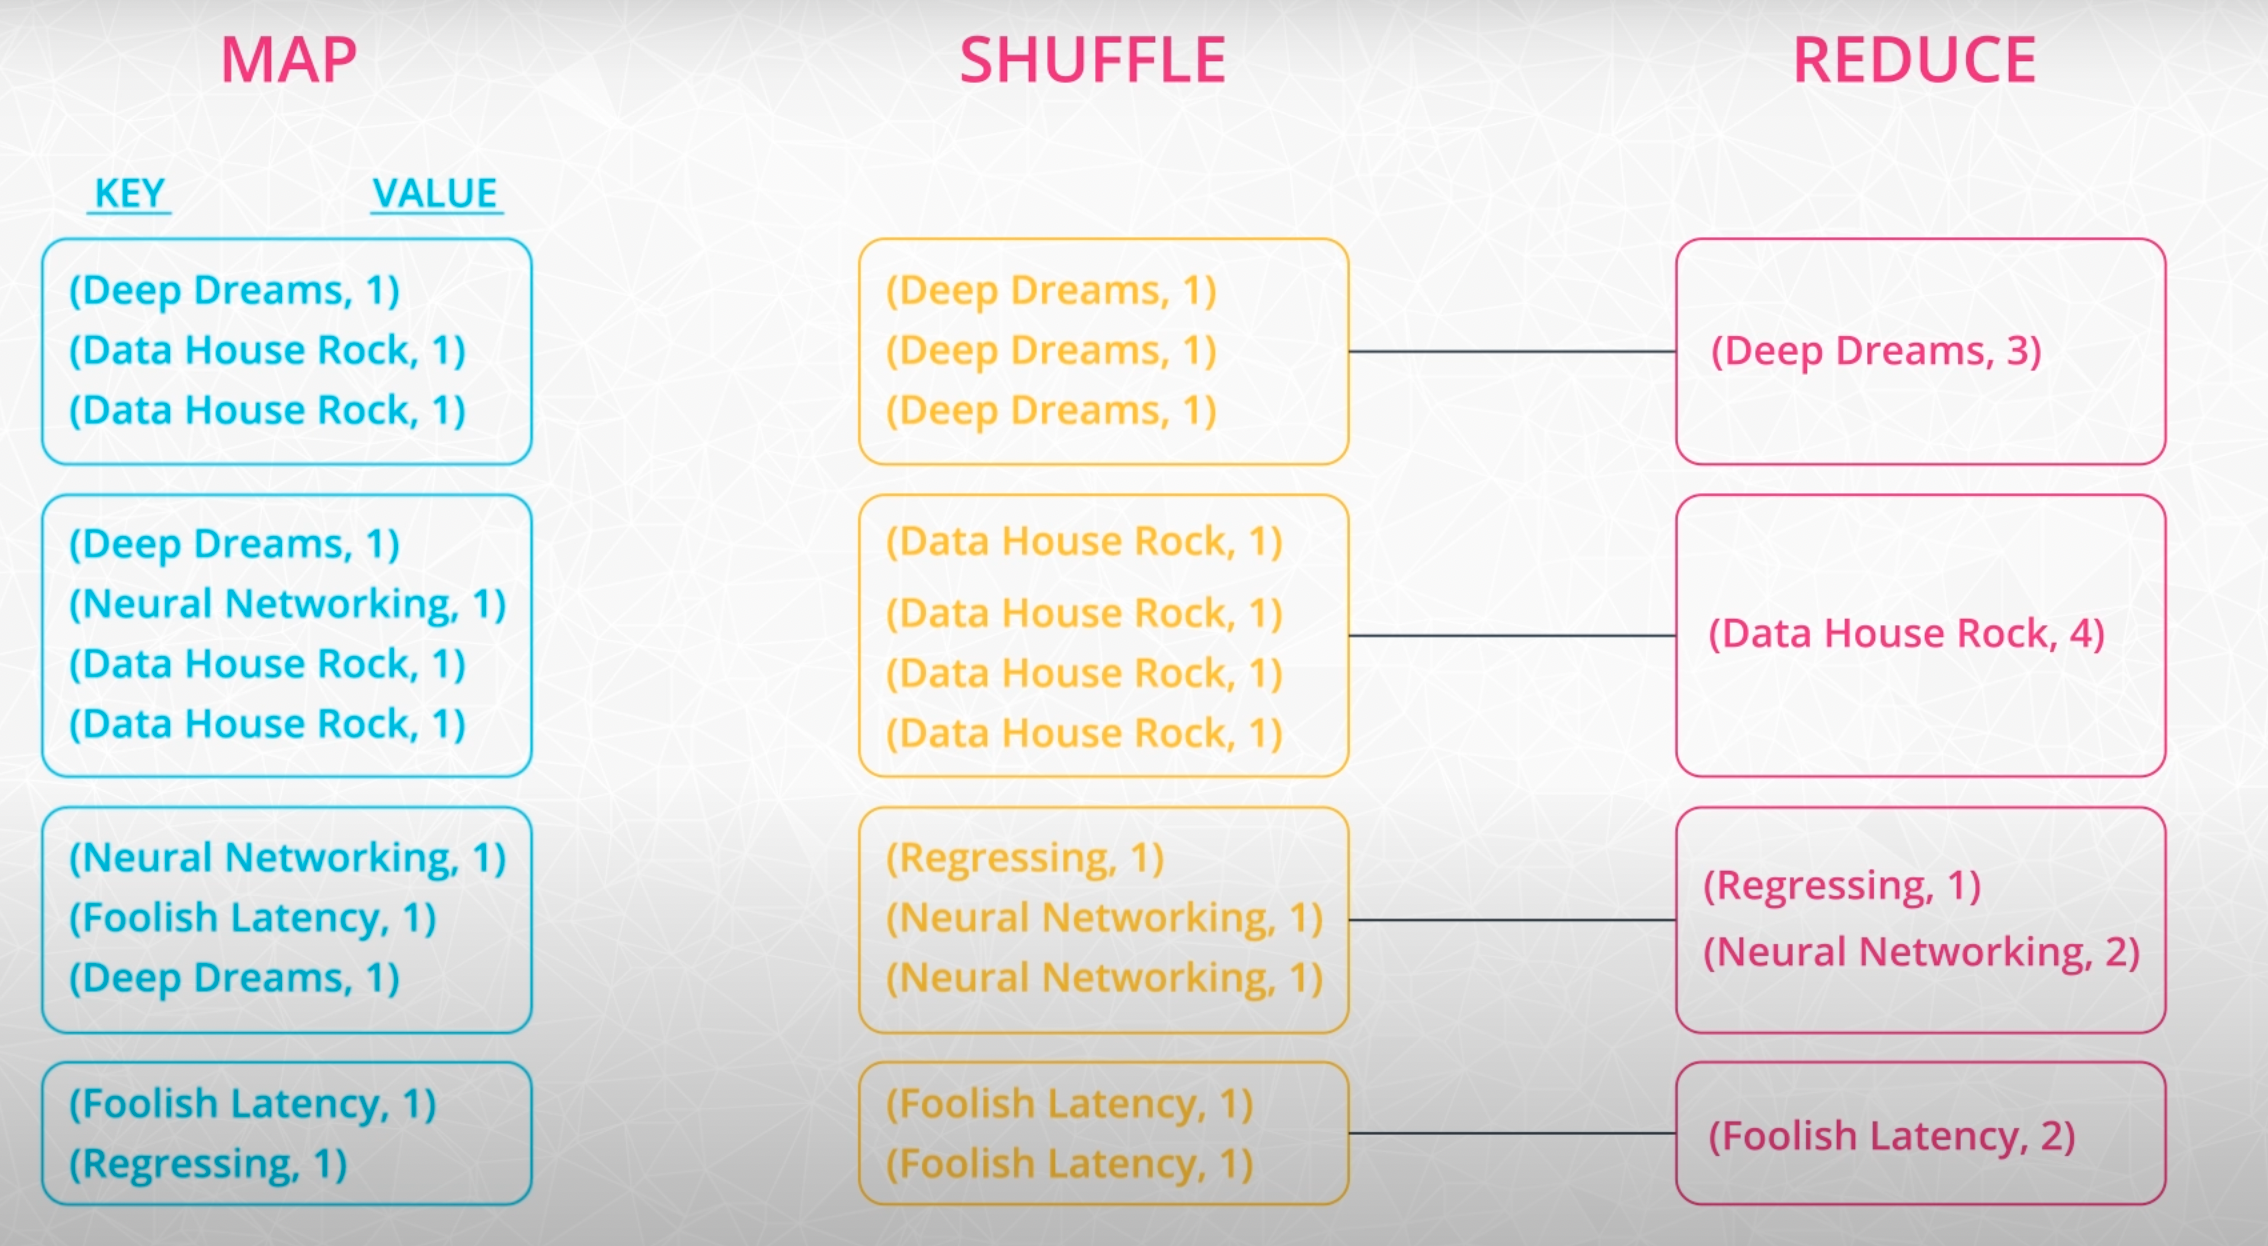 MAP
SHUFFLE
REDUCE
KEY VALUE
(Deep Dreams, 1)
(Data House Rock, 1)
(Data House Rock, 1)
(Deep Dreams, 1)
(Neural Networking, 1)
(Data House Rock, 1)
(Data House Rock, 1)
(Neural Networking, 1)
(Foolish Latency, 1)
(Deep Dreams, 1)
(Foolish Latency, 1)
(Regressing, 1)
(Deep Dreams, 1)
(Deep Dreams, 1)
(Deep Dreams, 1)
(Data House Rock, 1)
(Data House Rock, 1)
(Data House Rock, 1)
(Data House Rock, 1)
(Regressing, 1)
(Neural Networking, 1)
(Neural Networking, 1)
(Foolish Latency, 1)
(Foolish Latency, 1)
(Deep Dreams, 3)
(Data House Rock, 4)
(Regressing, 1)
(Neural Networking, 2)
(Foolish Latency, 2)